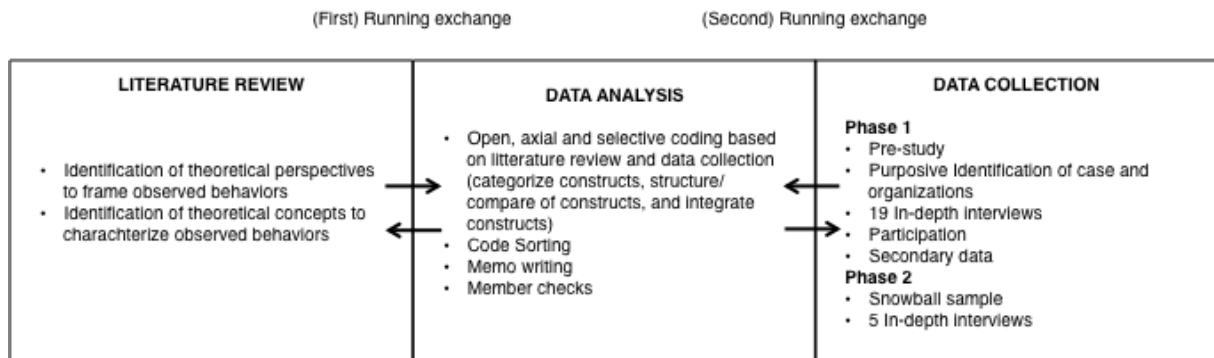 (First) Running exchange
(Second) Running exchange
LITERATURE REVIEW
• Identification of theoretical perspectives
to frame observed behaviors
• Identification of theoretical concepts to
charachterize observed behaviors
DATA ANALYSIS
• Open, axial and selective coding based
on litterature review and data collection
(categorize constructs, structure/
compare of constructs, and integrate
constructs)
• Code Sorting
• Memo writing
• Member checks
DATA COLLECTION
Phase 1
• Pre-study
• Purposive Identification of case and
organizations
• 19 In-depth interviews
• Participation
• Secondary data
Phase 2
• Snowball sample
• 5 In-depth interviews